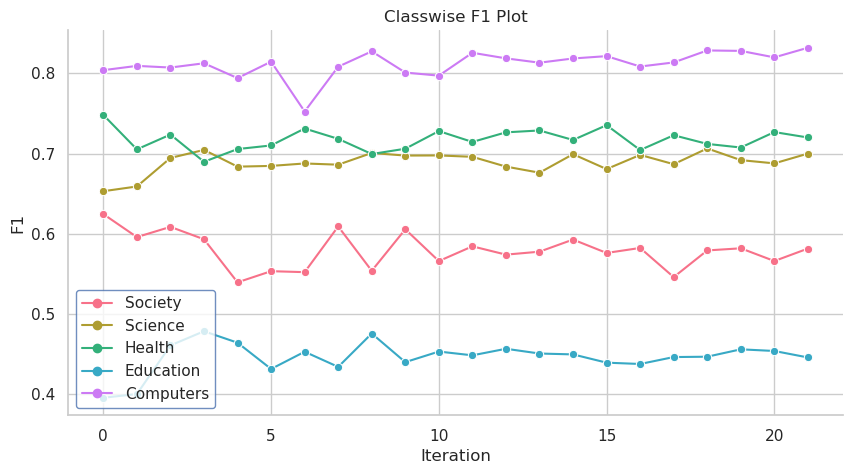 Classwise F1 Plot
F1
0.8
0.7
0.6
0.5
0.4
Society
Science
Health
Education
Computers
0 5 10 15 20
Iteration